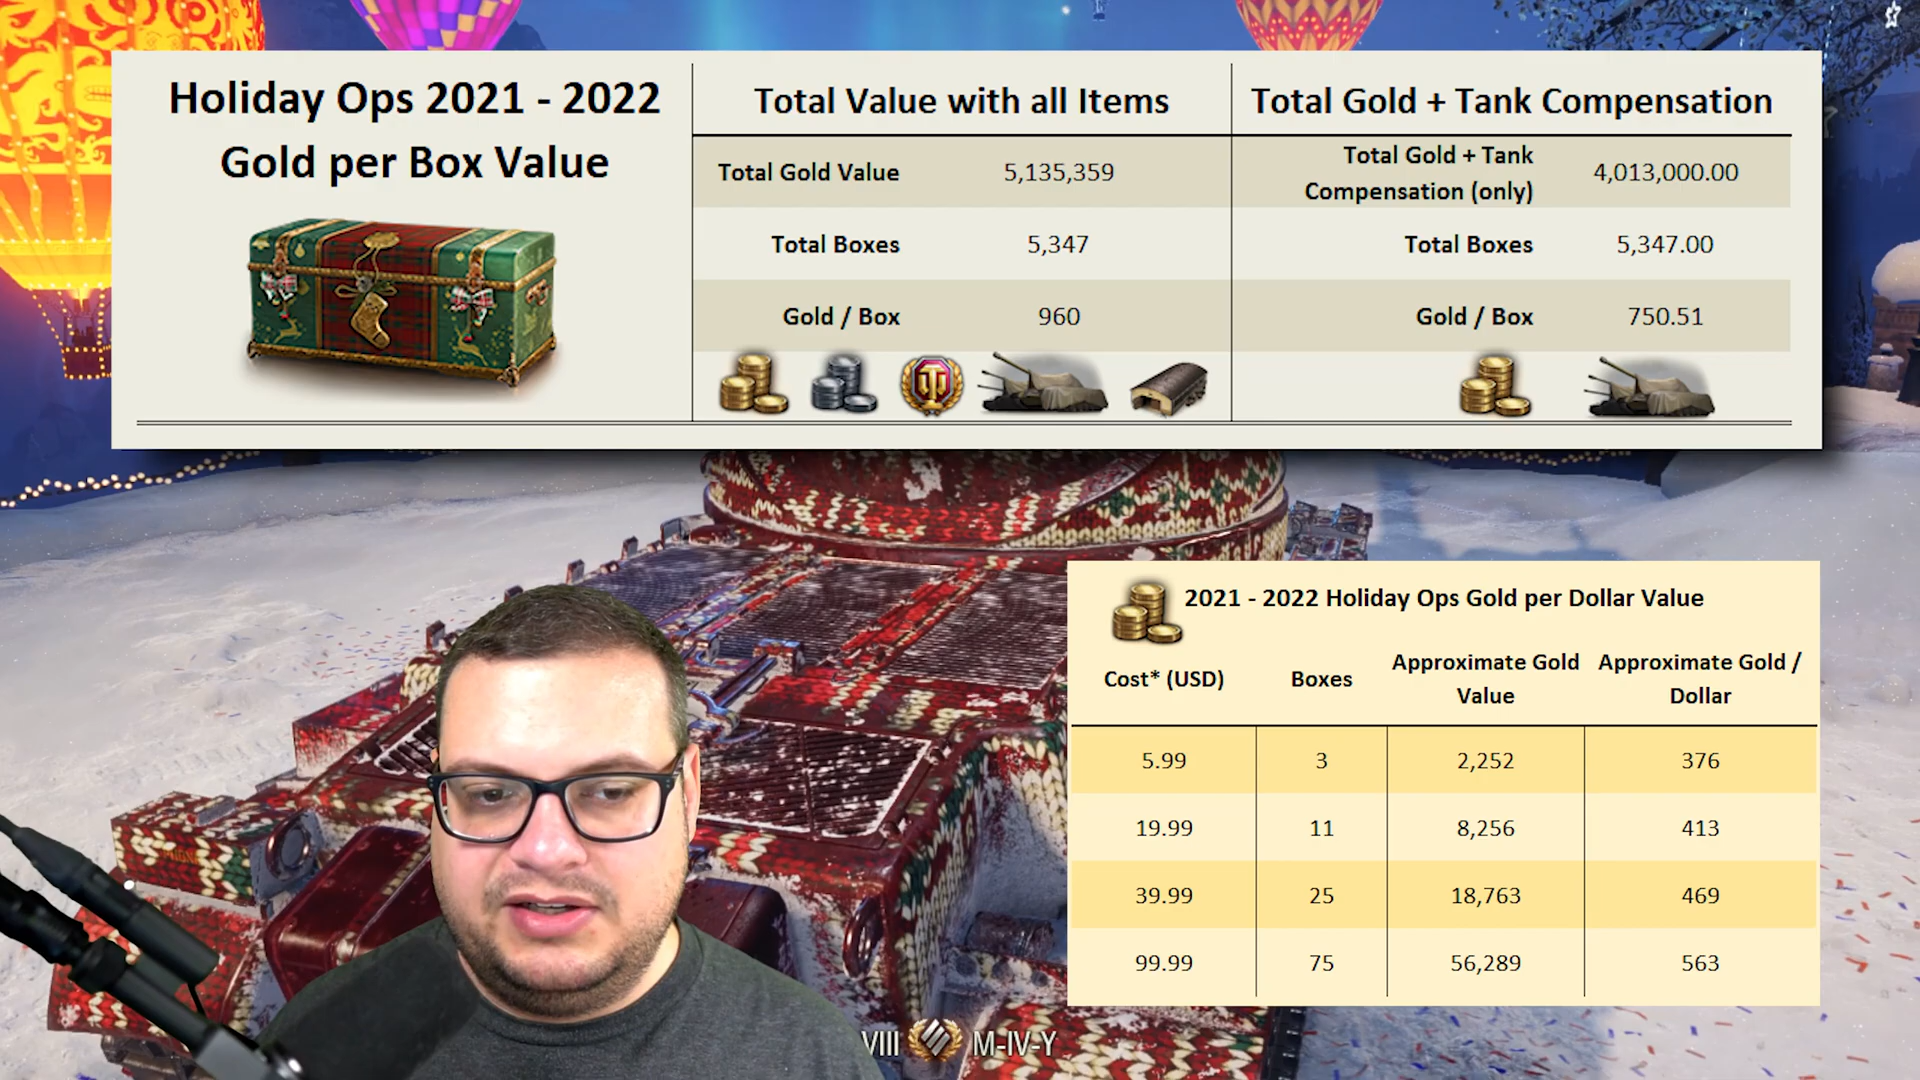 Holiday Ops 2021 - 2022
Gold per Box Value
Total Value with all Items
Total Gold Value 5,135,359
Total Boxes 5,347
Gold / Box 960
Total Gold + Tank Compensation
Total Gold + Tank
Compensation (only) 4,013,000.00
Total Boxes 5,347.00
Gold / Box 750.51
2021 - 2022 Holiday Ops Gold per Dollar Value
Cost* (USD) Boxes Approximate Gold Value Approximate Gold / Dollar
5.99 3 2,252 376
19.99 11 8,256 413
39.99 25 18,763 469
99.99 75 56,289 563
VIII M-IV-Y